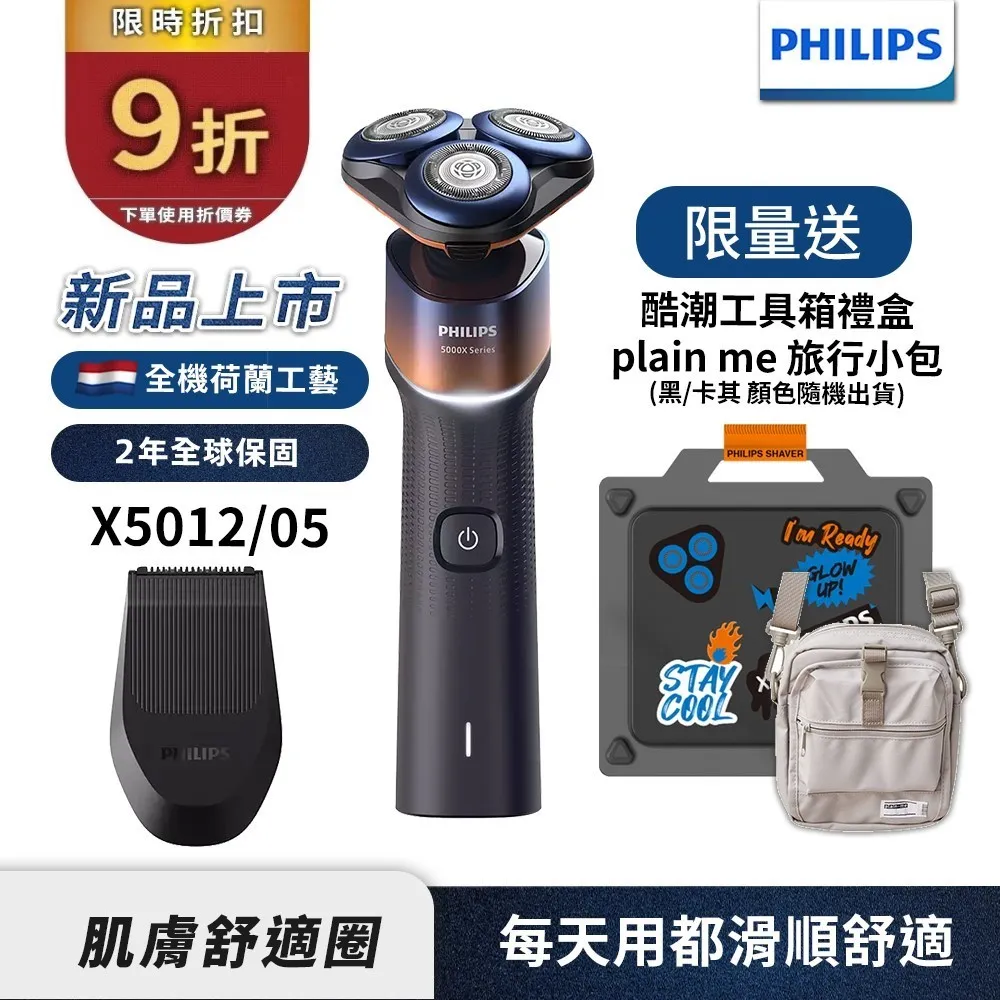 限時折扣
9折
下單使用折價券
PHILIPS
新品上市
全機荷蘭工藝
2年全球保固
X5012/05
PHILIPS
5000X Series
限量送
酷潮工具箱禮盒
plain me 旅行小包
(黑/卡其 顏色隨機出貨)
PHILIPS SHAVER
I'm Ready
GLOW
UP!
STAY
COOL
PHILIPS
plain-me
肌膚舒適圈
每天用都滑順舒適